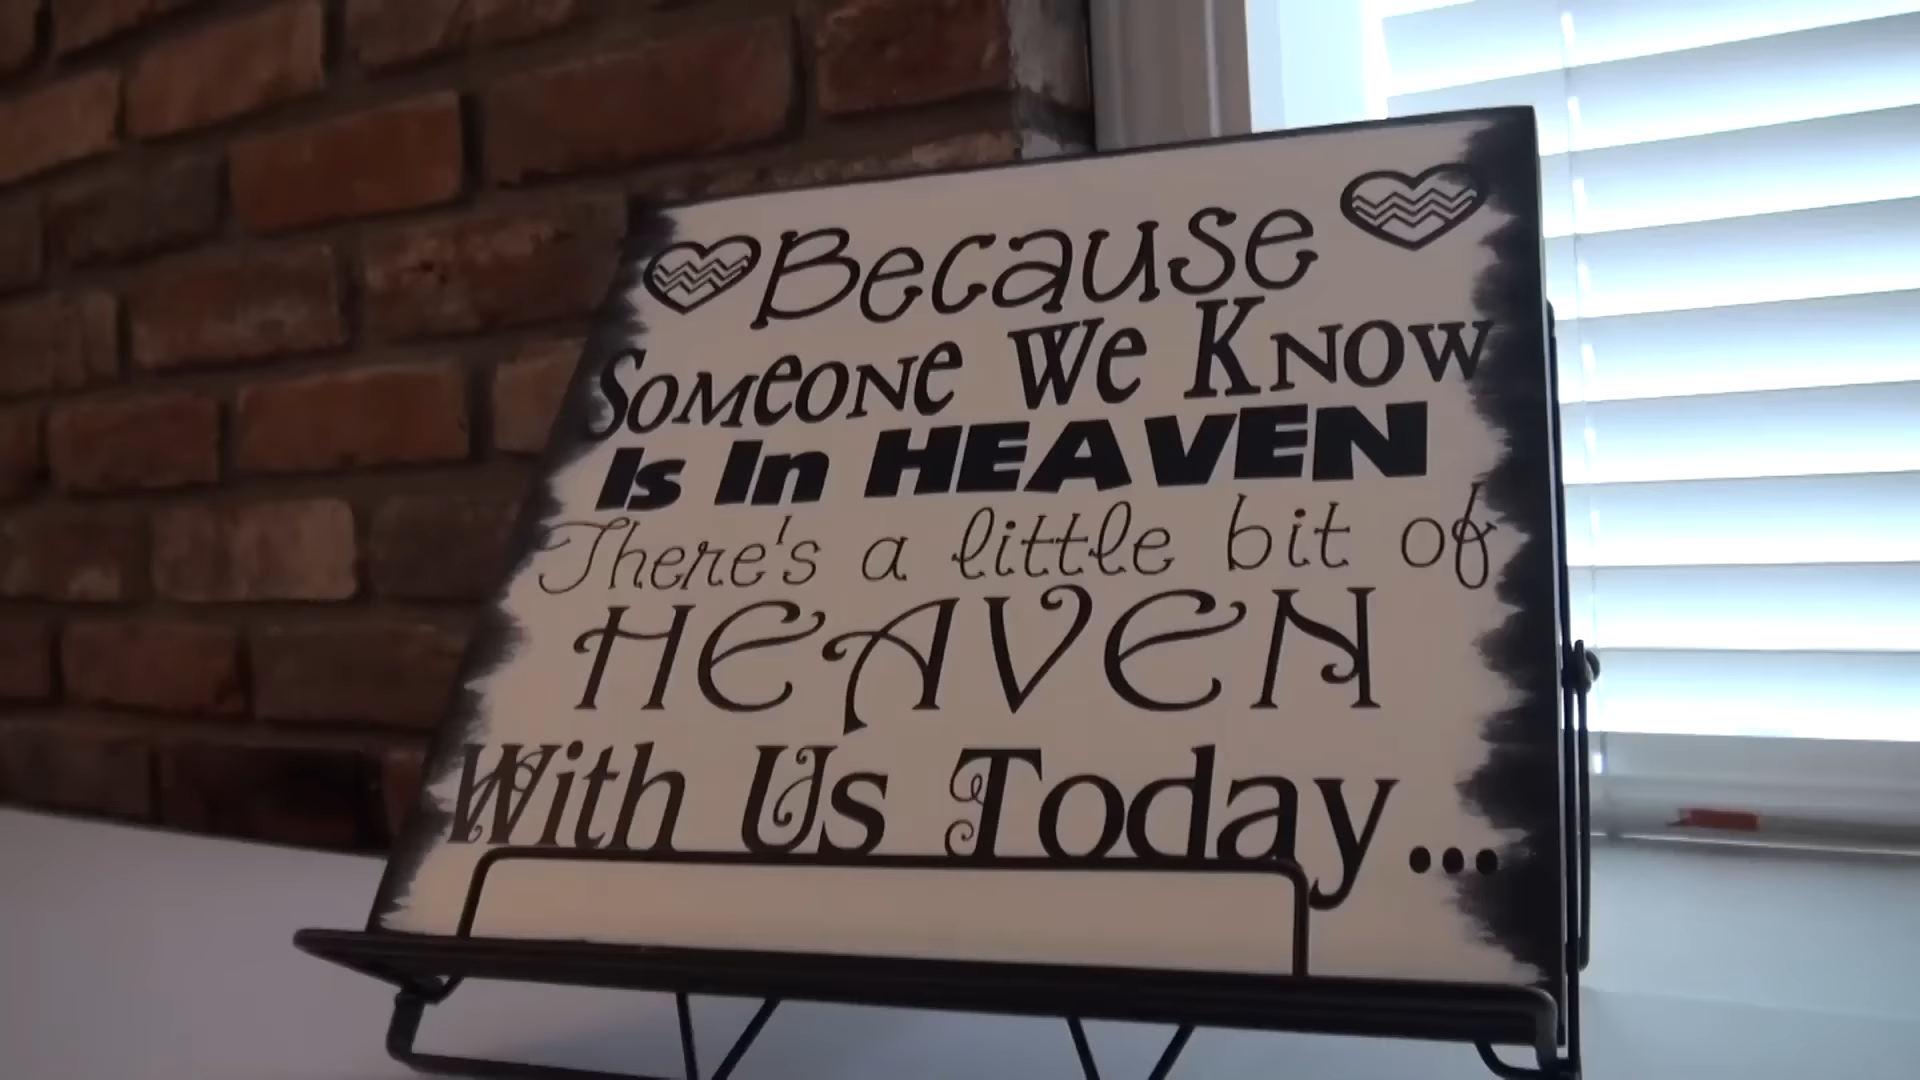 Because
Someone We Know
Is In HEAVEN
There's a little bit of
HEAVEN
With Us Today...